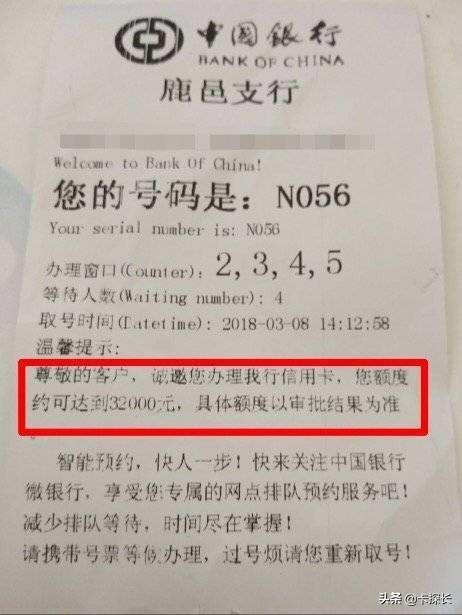 中国银行
BANK OF CHINA
鹿邑支行
Welcome to Bank Of China!
您的号码是: N056
Your serial number is: N056
办理窗口(Counter): 2,3,4,5
等待人数(Waiting number): 4
取号时间(Datetime): 2018-03-08 14:12:58
温馨提示:
尊敬的客户, 诚邀您办理我行信用卡, 您额度
约可达到32000元, 具体额度以审批结果为准
。
智能预约, 快人一步! 快来关注中国银行
微银行, 享受您专属的网点排队预约服务吧!
减少排队等待, 时间尽在掌握!
请携带号票等候办理, 过号烦请您重新取号!
头条@卡探长